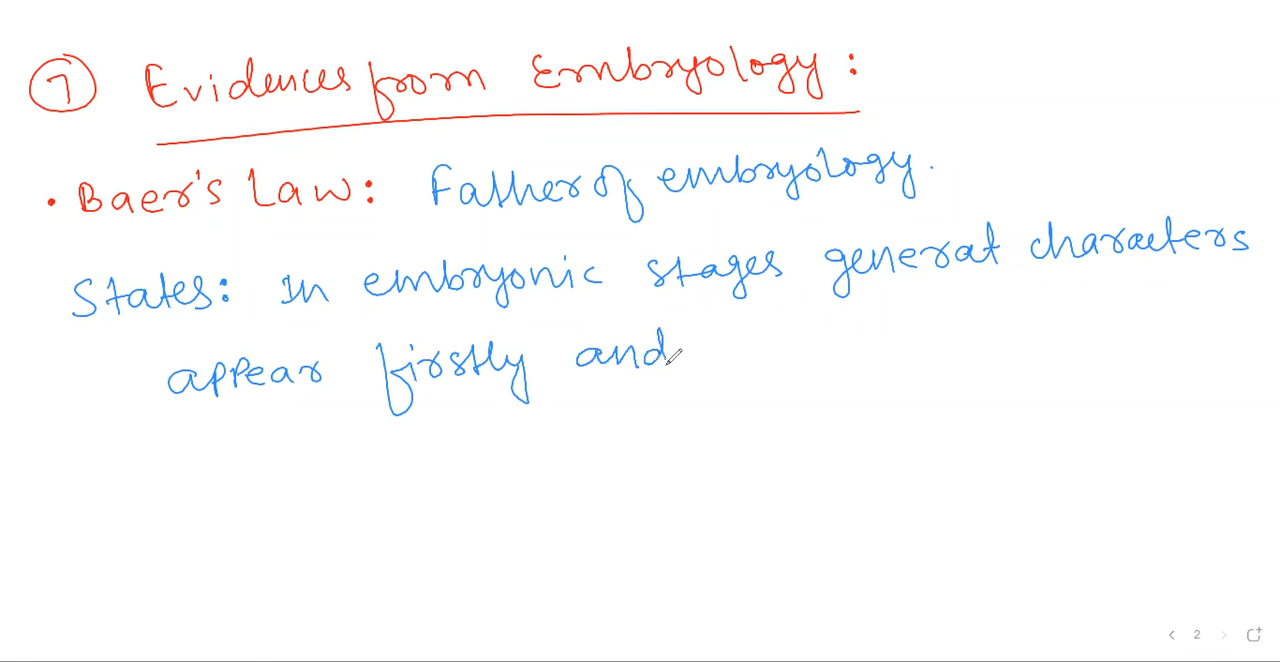 7 Evidences from Embryology :
• Baer's Law : Father of embryology.
States : In embryonic stages general characters
appear firstly and
2